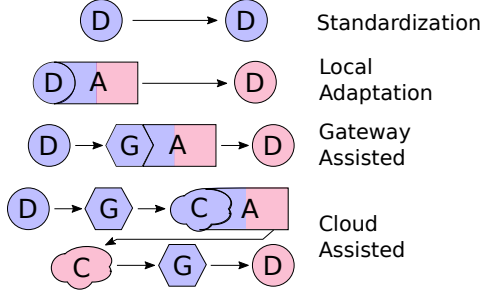 D D Standardization
D A D Local
Adaptation
D G A D Gateway
Assisted
D G C A Cloud
Assisted
C G D